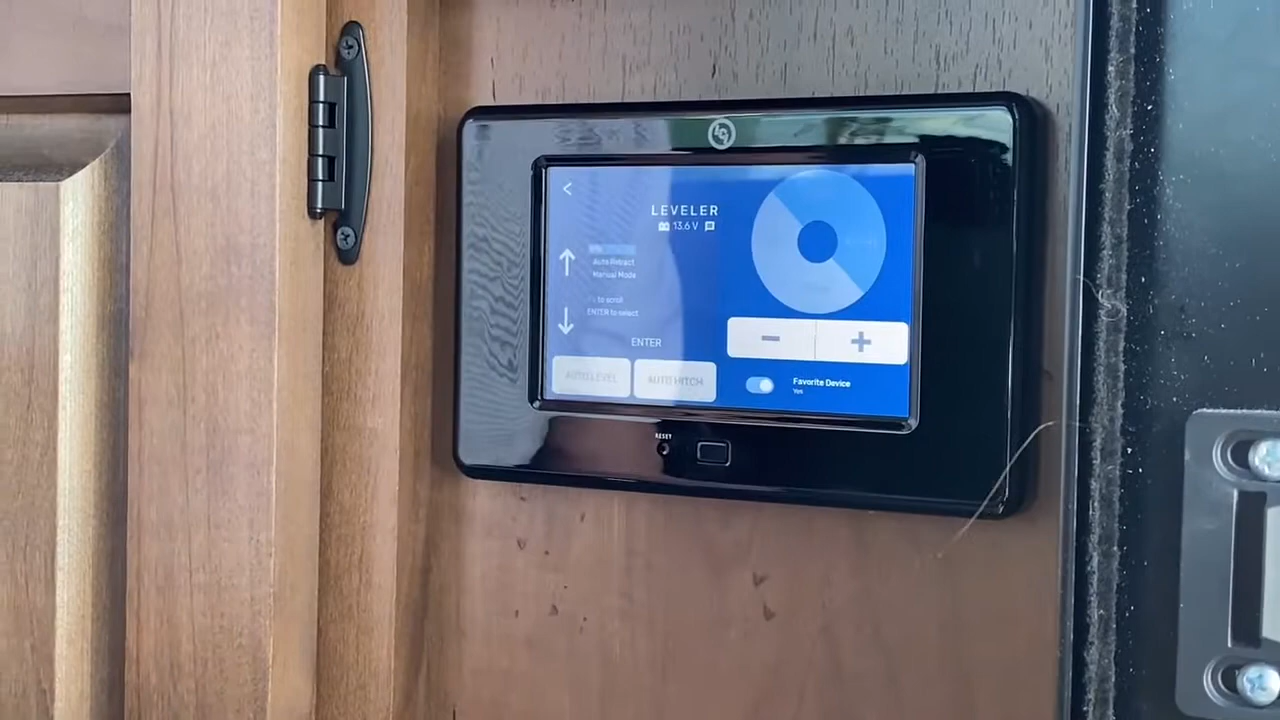 LCI
<
LEVELER
13.6 V
Auto Retract
Manual Mode
to scroll
ENTER to select
ENTER
AUTO LEVEL
AUTO HITCH
− +
Favorite Device
Yes
RESET